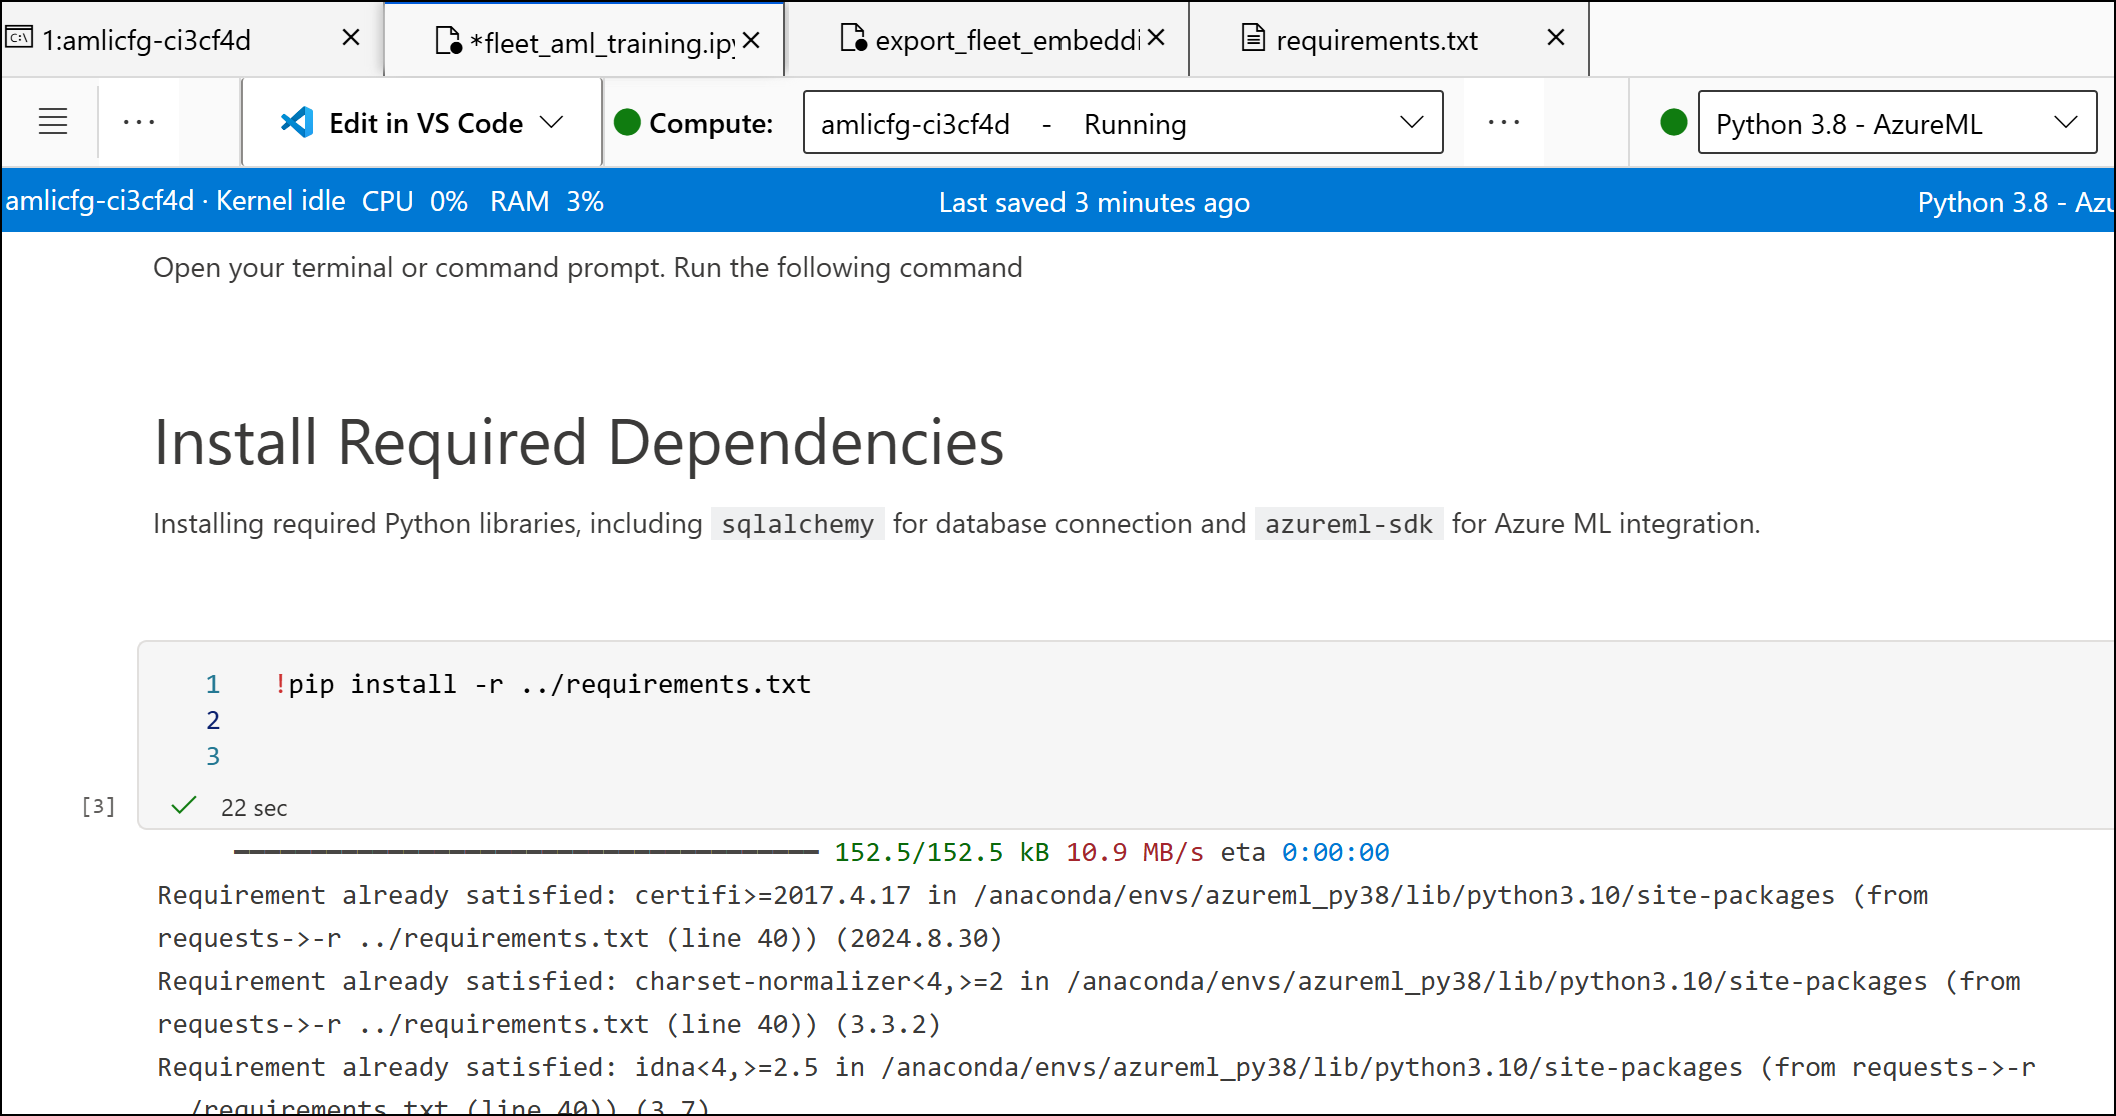 1:amlicfg-ci3cf4d
*fleet_aml_training.ipy
export_fleet_embeddi
requirements.txt
Edit in VS Code
Compute:
amlicfg-ci3cf4d - Running
Python 3.8 - AzureML
amlicfg-ci3cf4d · Kernel idle CPU 0% RAM 3%
Last saved 3 minutes ago
Python 3.8 - Azu
Open your terminal or command prompt. Run the following command
Install Required Dependencies
Installing required Python libraries, including sqlalchemy for database connection and azureml-sdk for Azure ML integration.
1 !pip install -r ../requirements.txt
2
3
[3] 22 sec
152.5/152.5 kB 10.9 MB/s eta 0:00:00
Requirement already satisfied: certifi>=2017.4.17 in /anaconda/envs/azureml_py38/lib/python3.10/site-packages (from
requests->-r ../requirements.txt (line 40)) (2024.8.30)
Requirement already satisfied: charset-normalizer<4,>=2 in /anaconda/envs/azureml_py38/lib/python3.10/site-packages (from
requests->-r ../requirements.txt (line 40)) (3.3.2)
Requirement already satisfied: idna<4,>=2.5 in /anaconda/envs/azureml_py38/lib/python3.10/site-packages (from requests->-r
../requirements.txt (line 40)) (3.7)